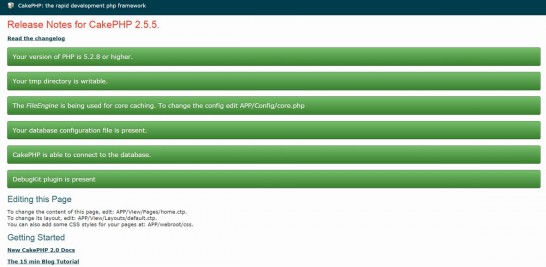 CakePHP: the rapid development php framework
Release Notes for CakePHP 2.5.5.
Read the changelog
Your version of PHP is 5.2.8 or higher.
Your tmp directory is writable.
The FileEngine is being used for core caching. To change the config edit APP/Config/core.php
Your database configuration file is present.
CakePHP is able to connect to the database.
DebugKit plugin is present
Editing this Page
To change the content of this page, edit: APP/View/Pages/home.ctp.
To change its layout, edit: APP/View/Layouts/default.ctp.
You can also add some CSS styles for your pages at: APP/webroot/css.
Getting Started
New CakePHP 2.0 Docs
The 15 min Blog Tutorial